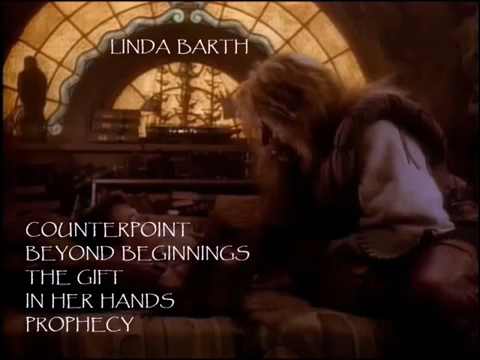 LINDA BARTH
COUNTERPOINT
BEYOND BEGINNINGS
THE GIFT
IN HER HANDS
PROPHECY